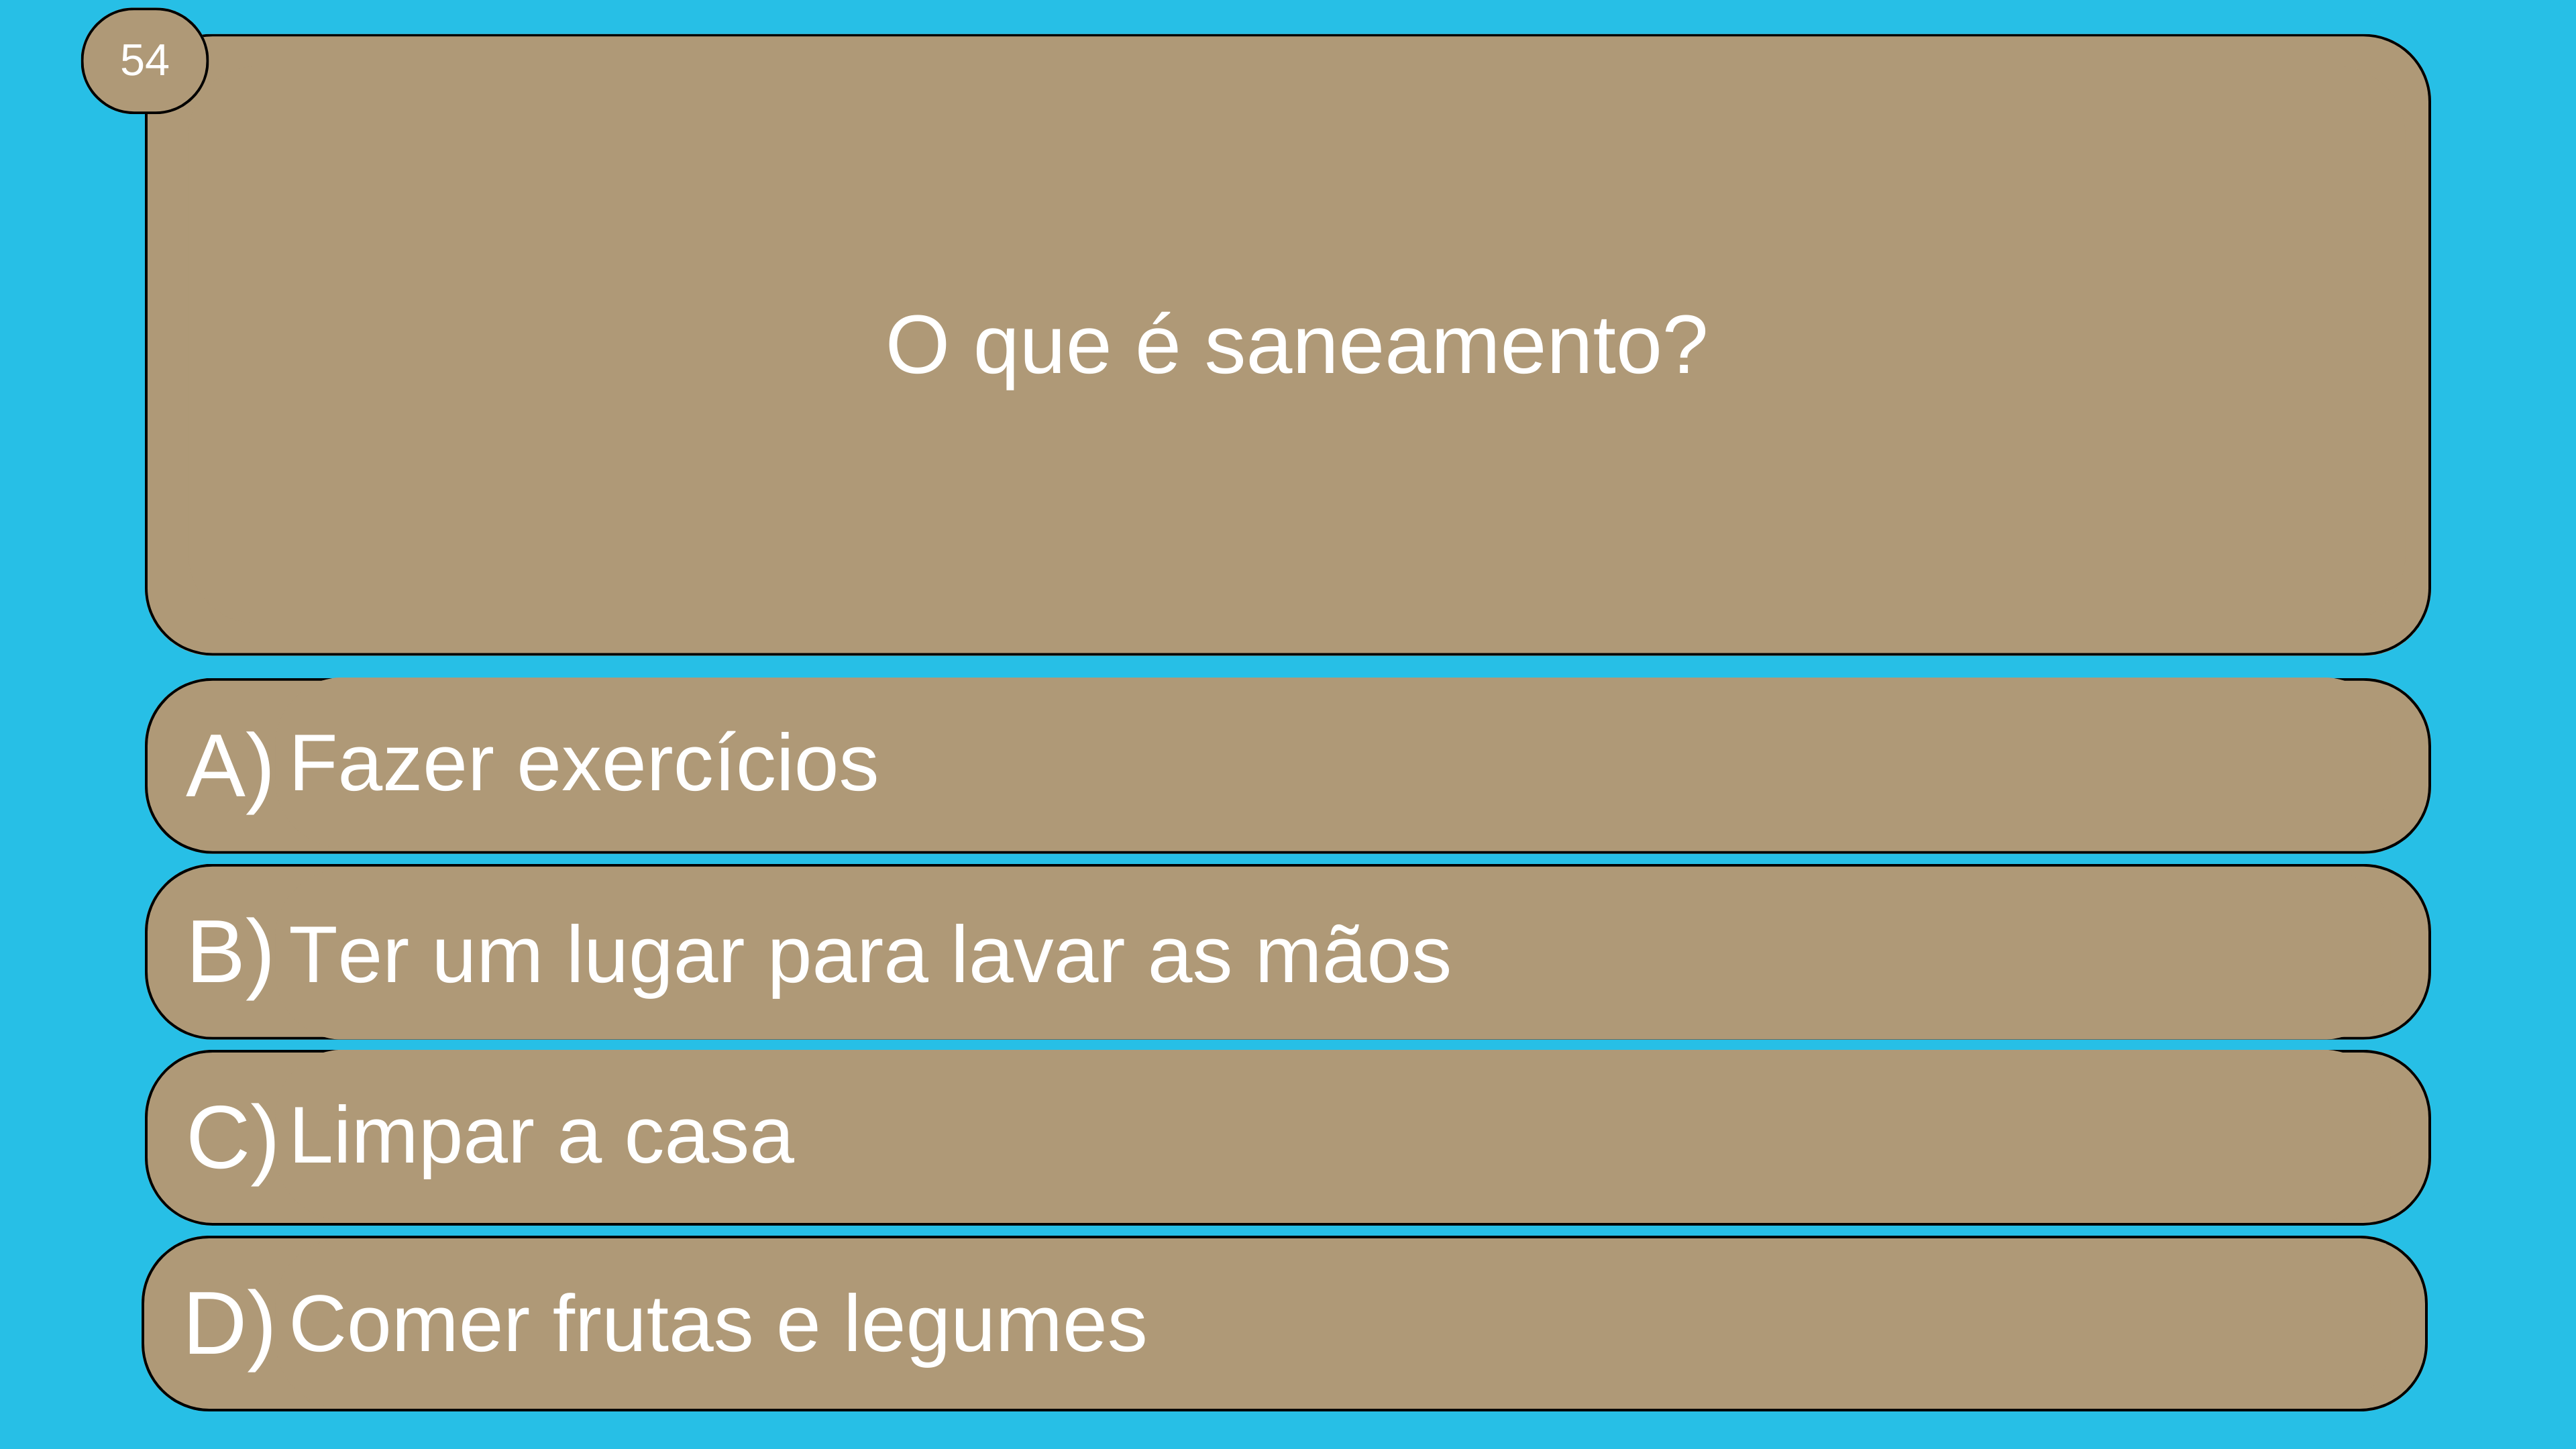 54
O que é saneamento?
A) Fazer exercícios
B) Ter um lugar para lavar as mãos
C) Limpar a casa
D) Comer frutas e legumes